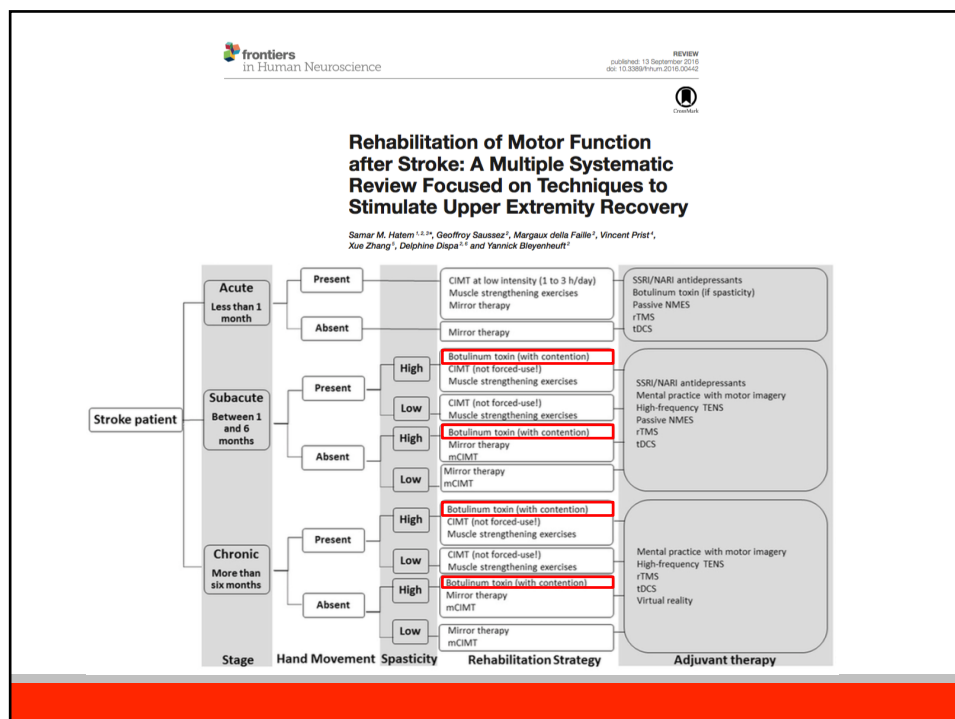 frontiers
in Human Neuroscience
REVIEW
published: 13 September 2016
doi: 10.3389/fnhum.2016.00442
CrossMark
Rehabilitation of Motor Function
after Stroke: A Multiple Systematic
Review Focused on Techniques to
Stimulate Upper Extremity Recovery
Samar M. Hatem 1, 2, 3*, Geoffroy Saussez 2, Margaux della Faille 2, Vincent Prist 4,
Xue Zhang 5, Delphine Dispa 2, 6 and Yannick Bleyenheuft 2
Stroke patient
Acute
Less than 1
month
Present
CIMT at low intensity (1 to 3 h/day)
Muscle strengthening exercises
Mirror therapy
Absent
Mirror therapy
SSRI/NARI antidepressants
Botulinum toxin (if spasticity)
Passive NMES
rTMS
tDCS
Subacute
Between 1
and 6
months
Present
High
Botulinum toxin (with contention)
CIMT (not forced-use!)
Muscle strengthening exercises
Low
CIMT (not forced-use!)
Muscle strengthening exercises
Absent
High
Botulinum toxin (with contention)
Mirror therapy
mCIMT
Low
Mirror therapy
mCIMT
SSRI/NARI antidepressants
Mental practice with motor imagery
High-frequency TENS
Passive NMES
rTMS
tDCS
Chronic
More than
six months
Present
High
Botulinum toxin (with contention)
CIMT (not forced-use!)
Muscle strengthening exercises
Low
CIMT (not forced-use!)
Muscle strengthening exercises
Absent
High
Botulinum toxin (with contention)
Mirror therapy
mCIMT
Low
Mirror therapy
mCIMT
Mental practice with motor imagery
High-frequency TENS
rTMS
tDCS
Virtual reality
Stage
Hand Movement
Spasticity
Rehabilitation Strategy
Adjuvant therapy